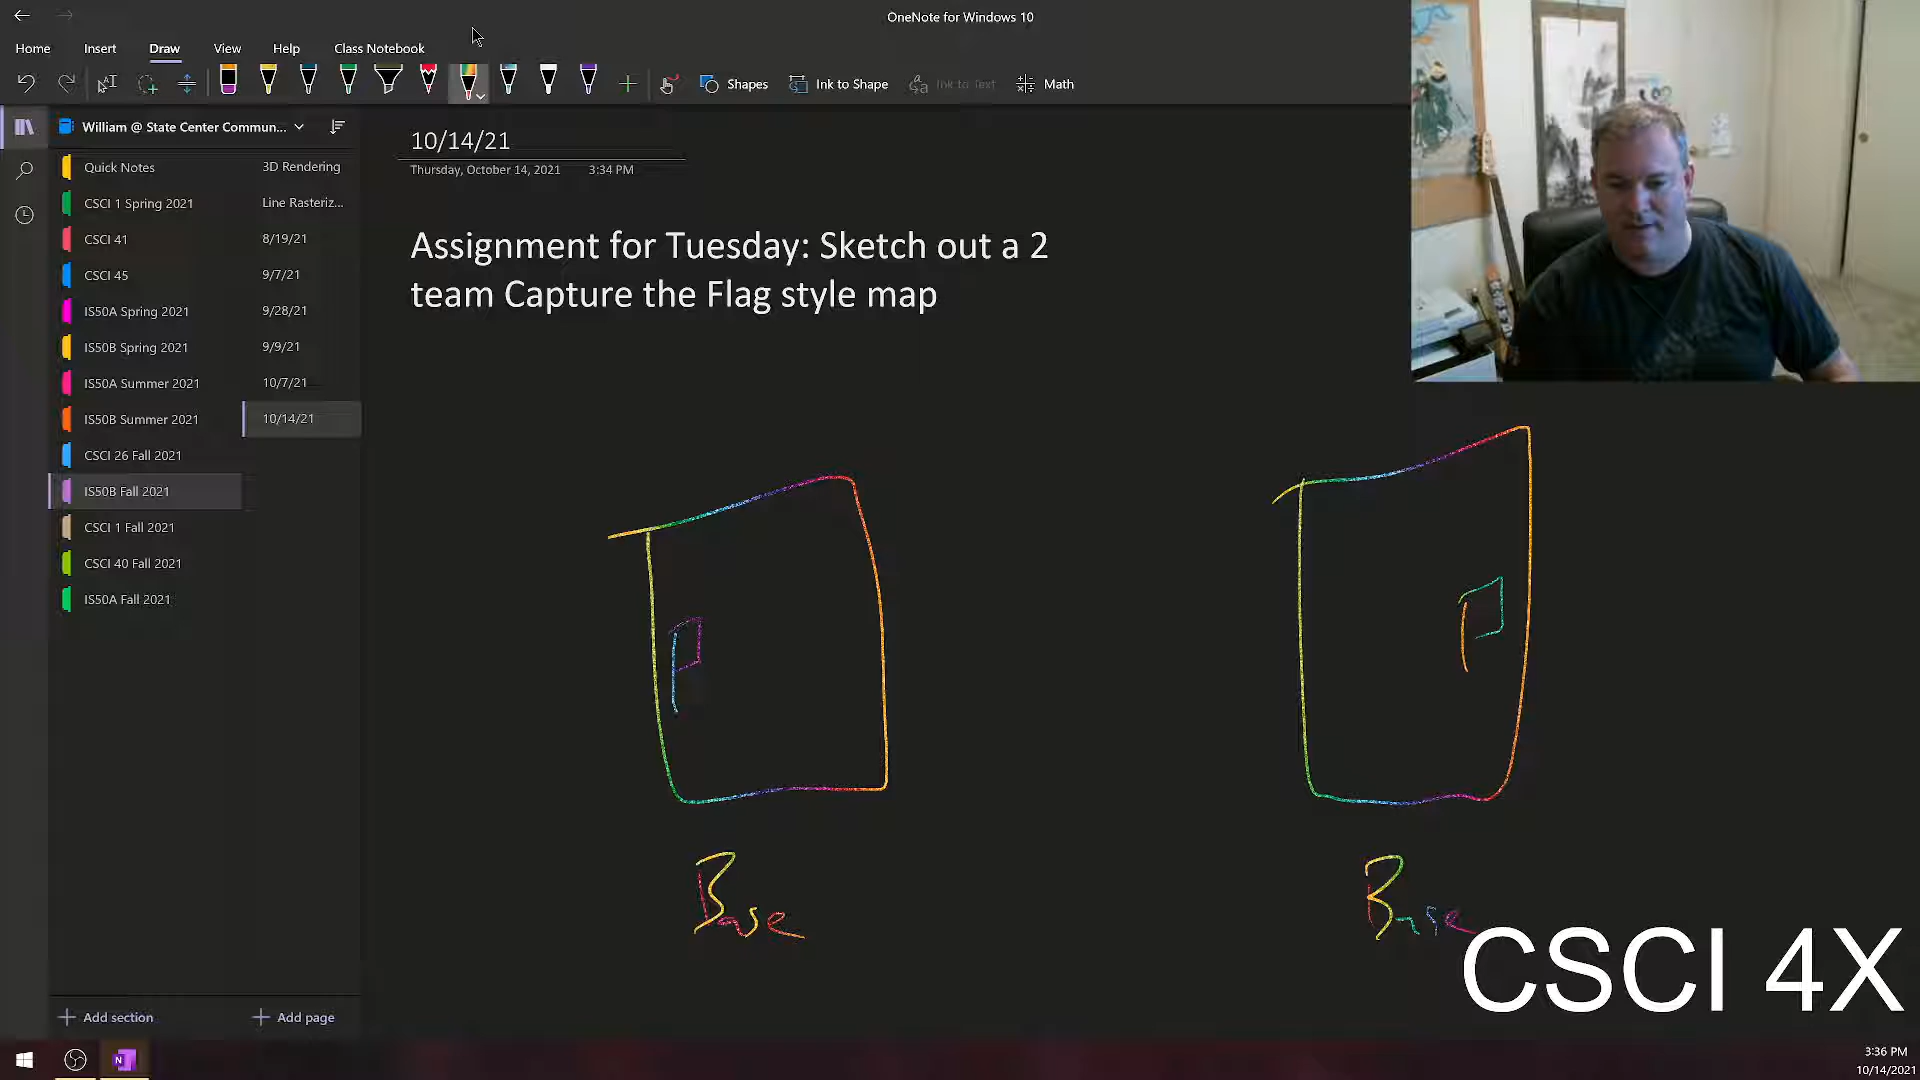 OneNote for Windows 10
Home Insert Draw View Help Class Notebook
Shapes Ink to Shape Ink to Text Math
William @ State Center Commun...
Quick Notes
CSCI 1 Spring 2021
CSCI 41
CSCI 45
IS50A Spring 2021
IS50B Spring 2021
IS50A Summer 2021
IS50B Summer 2021
CSCI 26 Fall 2021
IS50B Fall 2021
CSCI 1 Fall 2021
CSCI 40 Fall 2021
IS50A Fall 2021
Add section
3D Rendering
Line Rasteriz...
8/19/21
9/7/21
9/28/21
9/9/21
10/7/21
10/14/21
Add page
10/14/21
Thursday, October 14, 2021 3:34 PM
Assignment for Tuesday: Sketch out a 2
team Capture the Flag style map
Base
Base
CSCI 4X
3:36 PM
10/14/2021